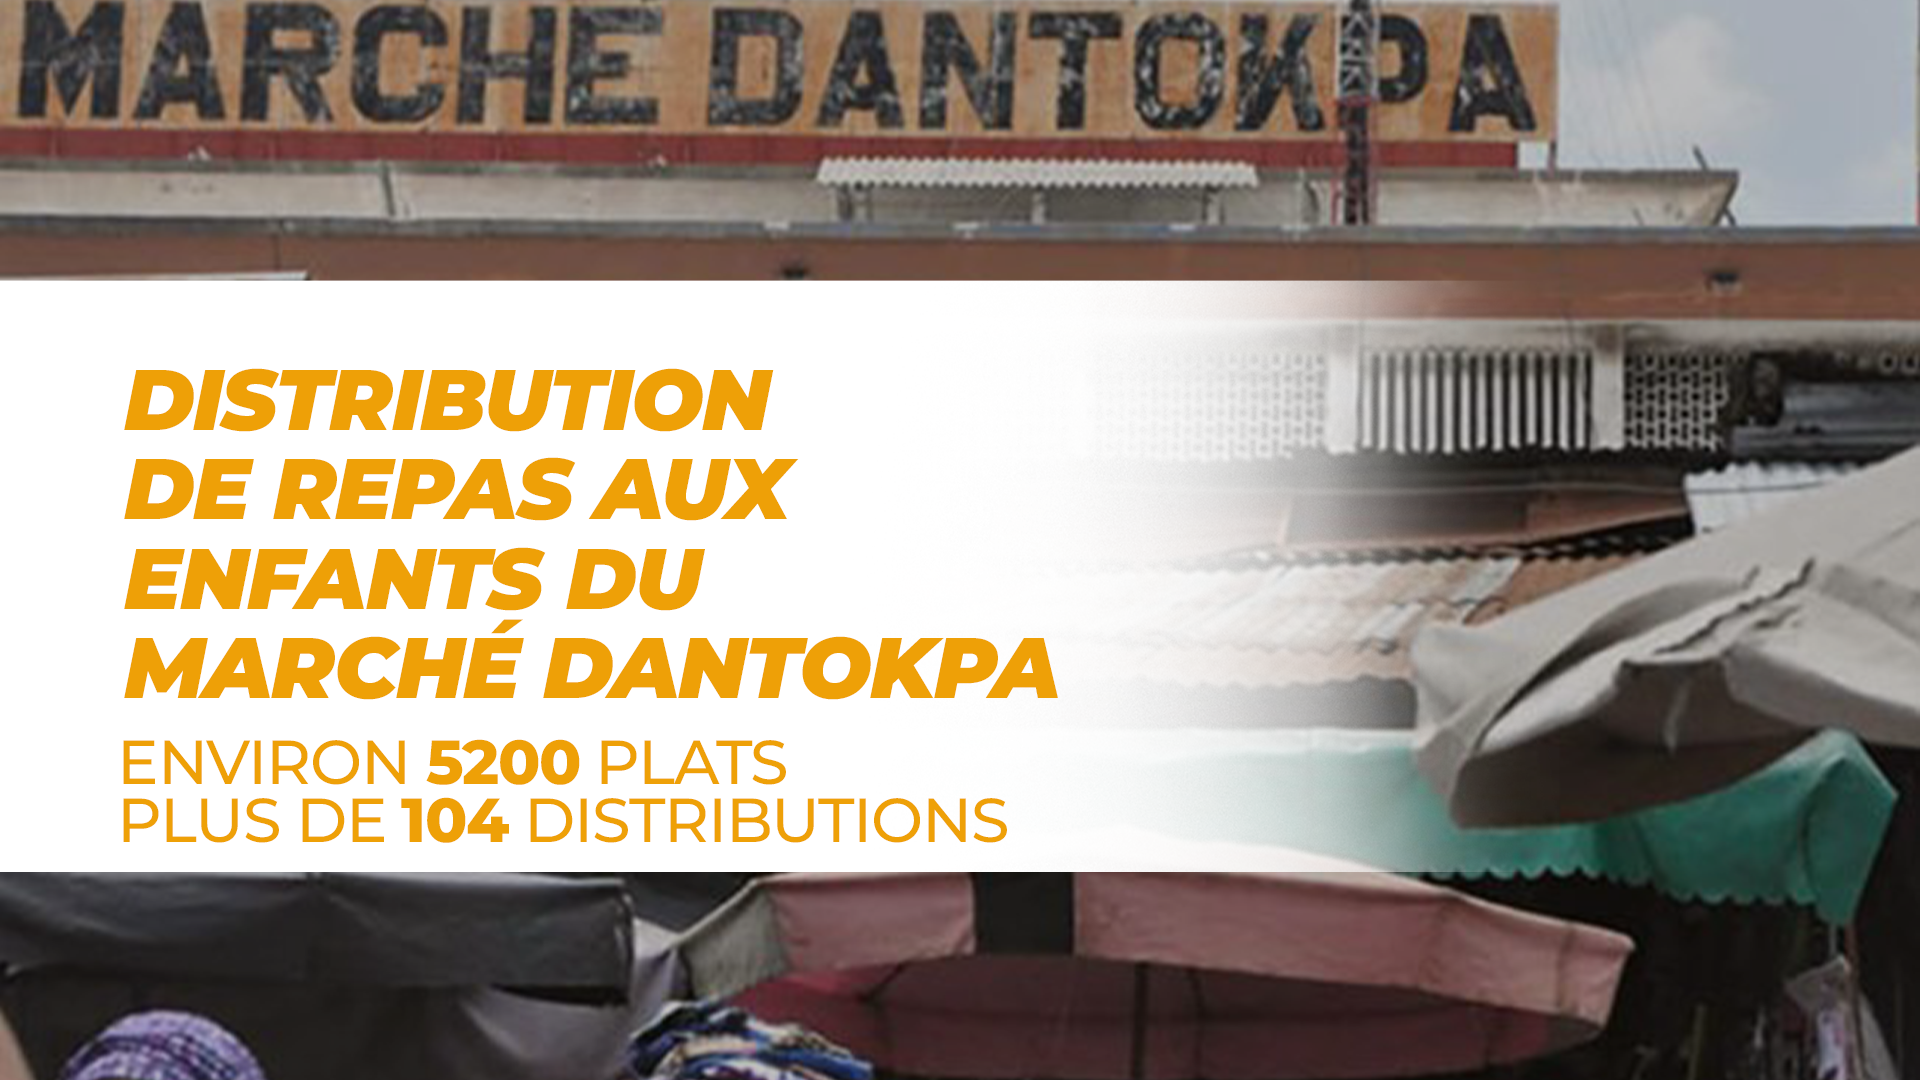 MARCHE DANTOKPA
DISTRIBUTION
DE REPAS AUX
ENFANTS DU
MARCHÉ DANTOKPA
ENVIRON 5200 PLATS
PLUS DE 104 DISTRIBUTIONS